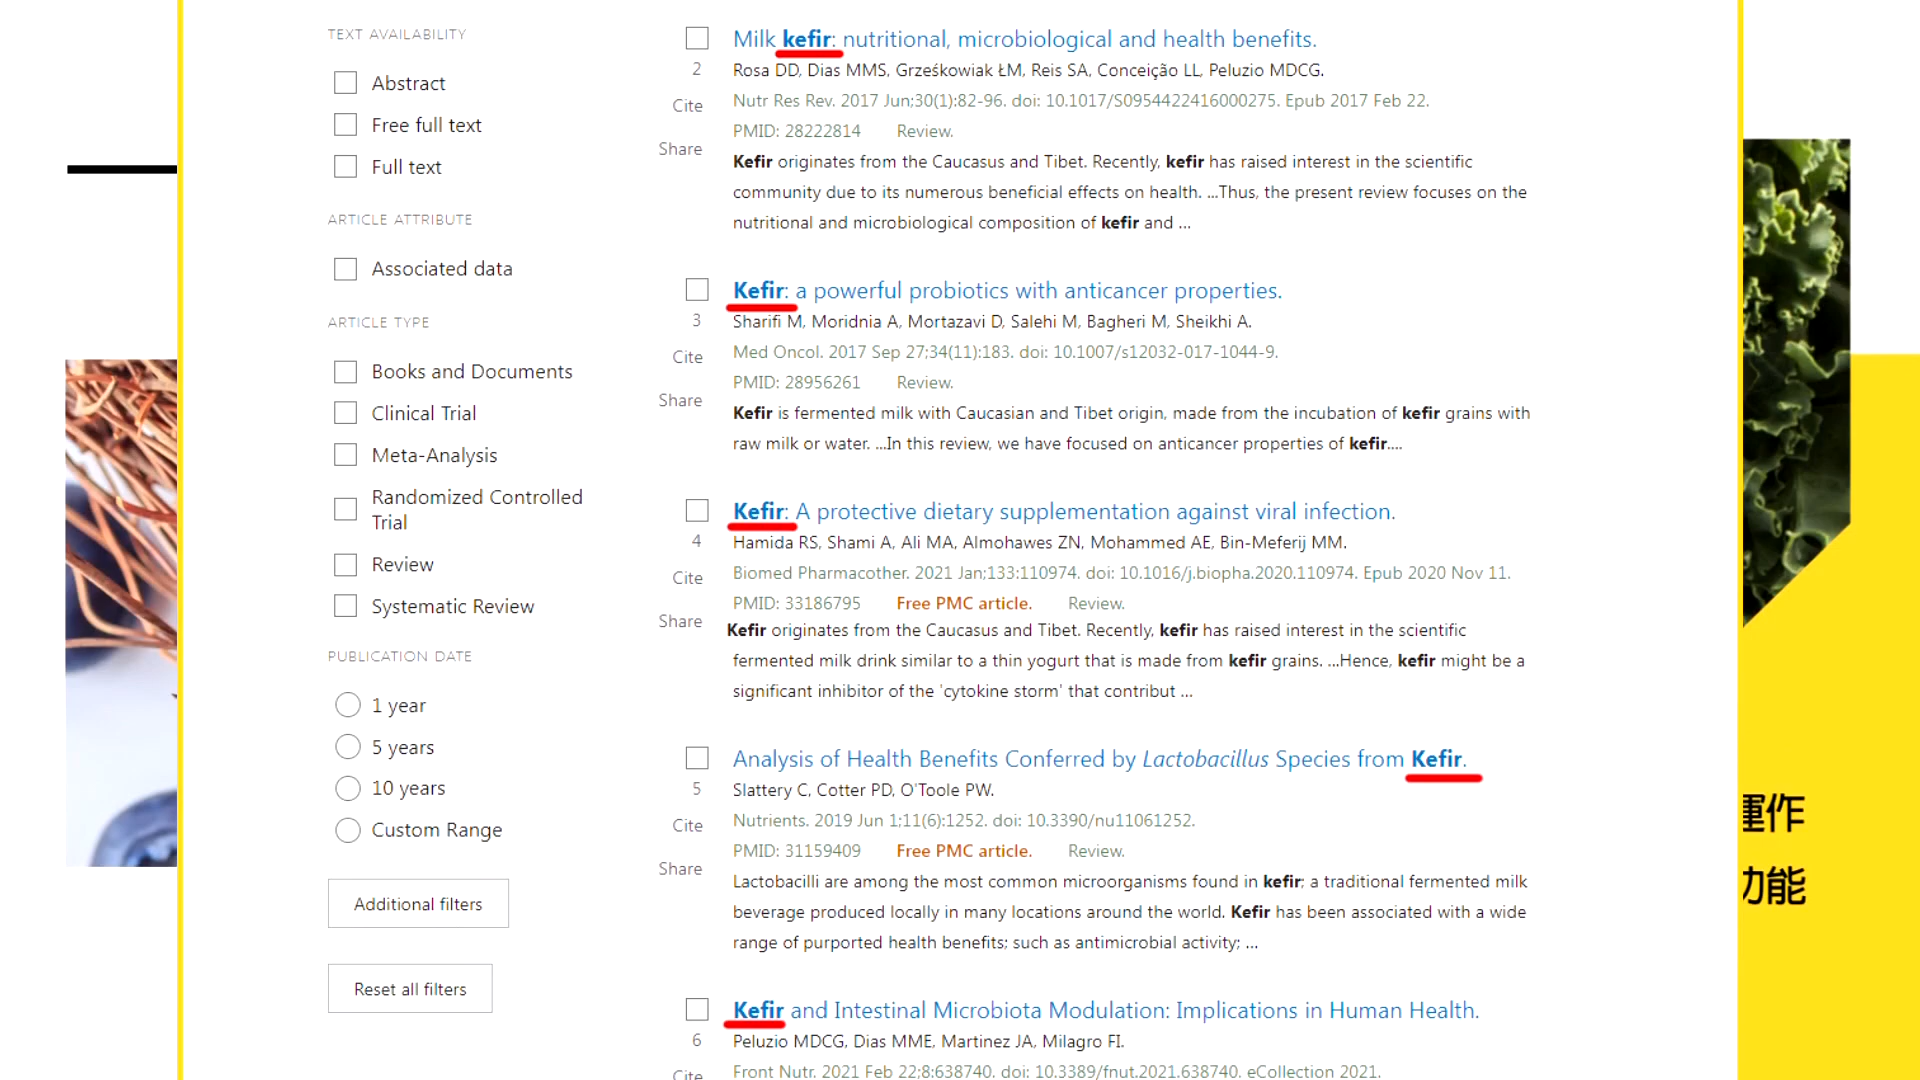 TEXT AVAILABILITY
Abstract
Free full text
Full text
ARTICLE ATTRIBUTE
Associated data
ARTICLE TYPE
Books and Documents
Clinical Trial
Meta-Analysis
Randomized Controlled
Trial
Review
Systematic Review
PUBLICATION DATE
1 year
5 years
10 years
Custom Range
Additional filters
Reset all filters
Milk kefir: nutritional, microbiological and health benefits.
2
Rosa DD, Dias MMS, Grześkowiak ŁM, Reis SA, Conceição LL, Peluzio MDCG.
Cite
Nutr Res Rev. 2017 Jun;30(1):82-96. doi: 10.1017/S0954422416000275. Epub 2017 Feb 22.
PMID: 28222814 Review.
Share
Kefir originates from the Caucasus and Tibet. Recently, kefir has raised interest in the scientific
community due to its numerous beneficial effects on health. ...Thus, the present review focuses on the
nutritional and microbiological composition of kefir and ...
Kefir: a powerful probiotics with anticancer properties.
3
Sharifi M, Moridnia A, Mortazavi D, Salehi M, Bagheri M, Sheikhi A.
Cite
Med Oncol. 2017 Sep 27;34(11):183. doi: 10.1007/s12032-017-1044-9.
PMID: 28956261 Review.
Share
Kefir is fermented milk with Caucasian and Tibet origin, made from the incubation of kefir grains with
raw milk or water. ...In this review, we have focused on anticancer properties of kefir....
Kefir: A protective dietary supplementation against viral infection.
4
Hamida RS, Shami A, Ali MA, Almohawes ZN, Mohammed AE, Bin-Meferij MM.
Cite
Biomed Pharmacother. 2021 Jan;133:110974. doi: 10.1016/j.biopha.2020.110974. Epub 2020 Nov 11.
PMID: 33186795 Free PMC article. Review.
Share
Kefir originates from the Caucasus and Tibet. Recently, kefir has raised interest in the scientific
fermented milk drink similar to a thin yogurt that is made from kefir grains. ...Hence, kefir might be a
significant inhibitor of the 'cytokine storm' that contribut ...
Analysis of Health Benefits Conferred by Lactobacillus Species from Kefir.
5
Slattery C, Cotter PD, O'Toole PW.
Cite
Nutrients. 2019 Jun 1;11(6):1252. doi: 10.3390/nu11061252.
PMID: 31159409 Free PMC article. Review.
Share
Lactobacilli are among the most common microorganisms found in kefir; a traditional fermented milk
beverage produced locally in many locations around the world. Kefir has been associated with a wide
range of purported health benefits; such as antimicrobial activity; ...
Kefir and Intestinal Microbiota Modulation: Implications in Human Health.
6
Peluzio MDCG, Dias MME, Martinez JA, Milagro FI.
Cite
Front Nutr. 2021 Feb 22;8:638740. doi: 10.3389/fnut.2021.638740. eCollection 2021.
運作
功能